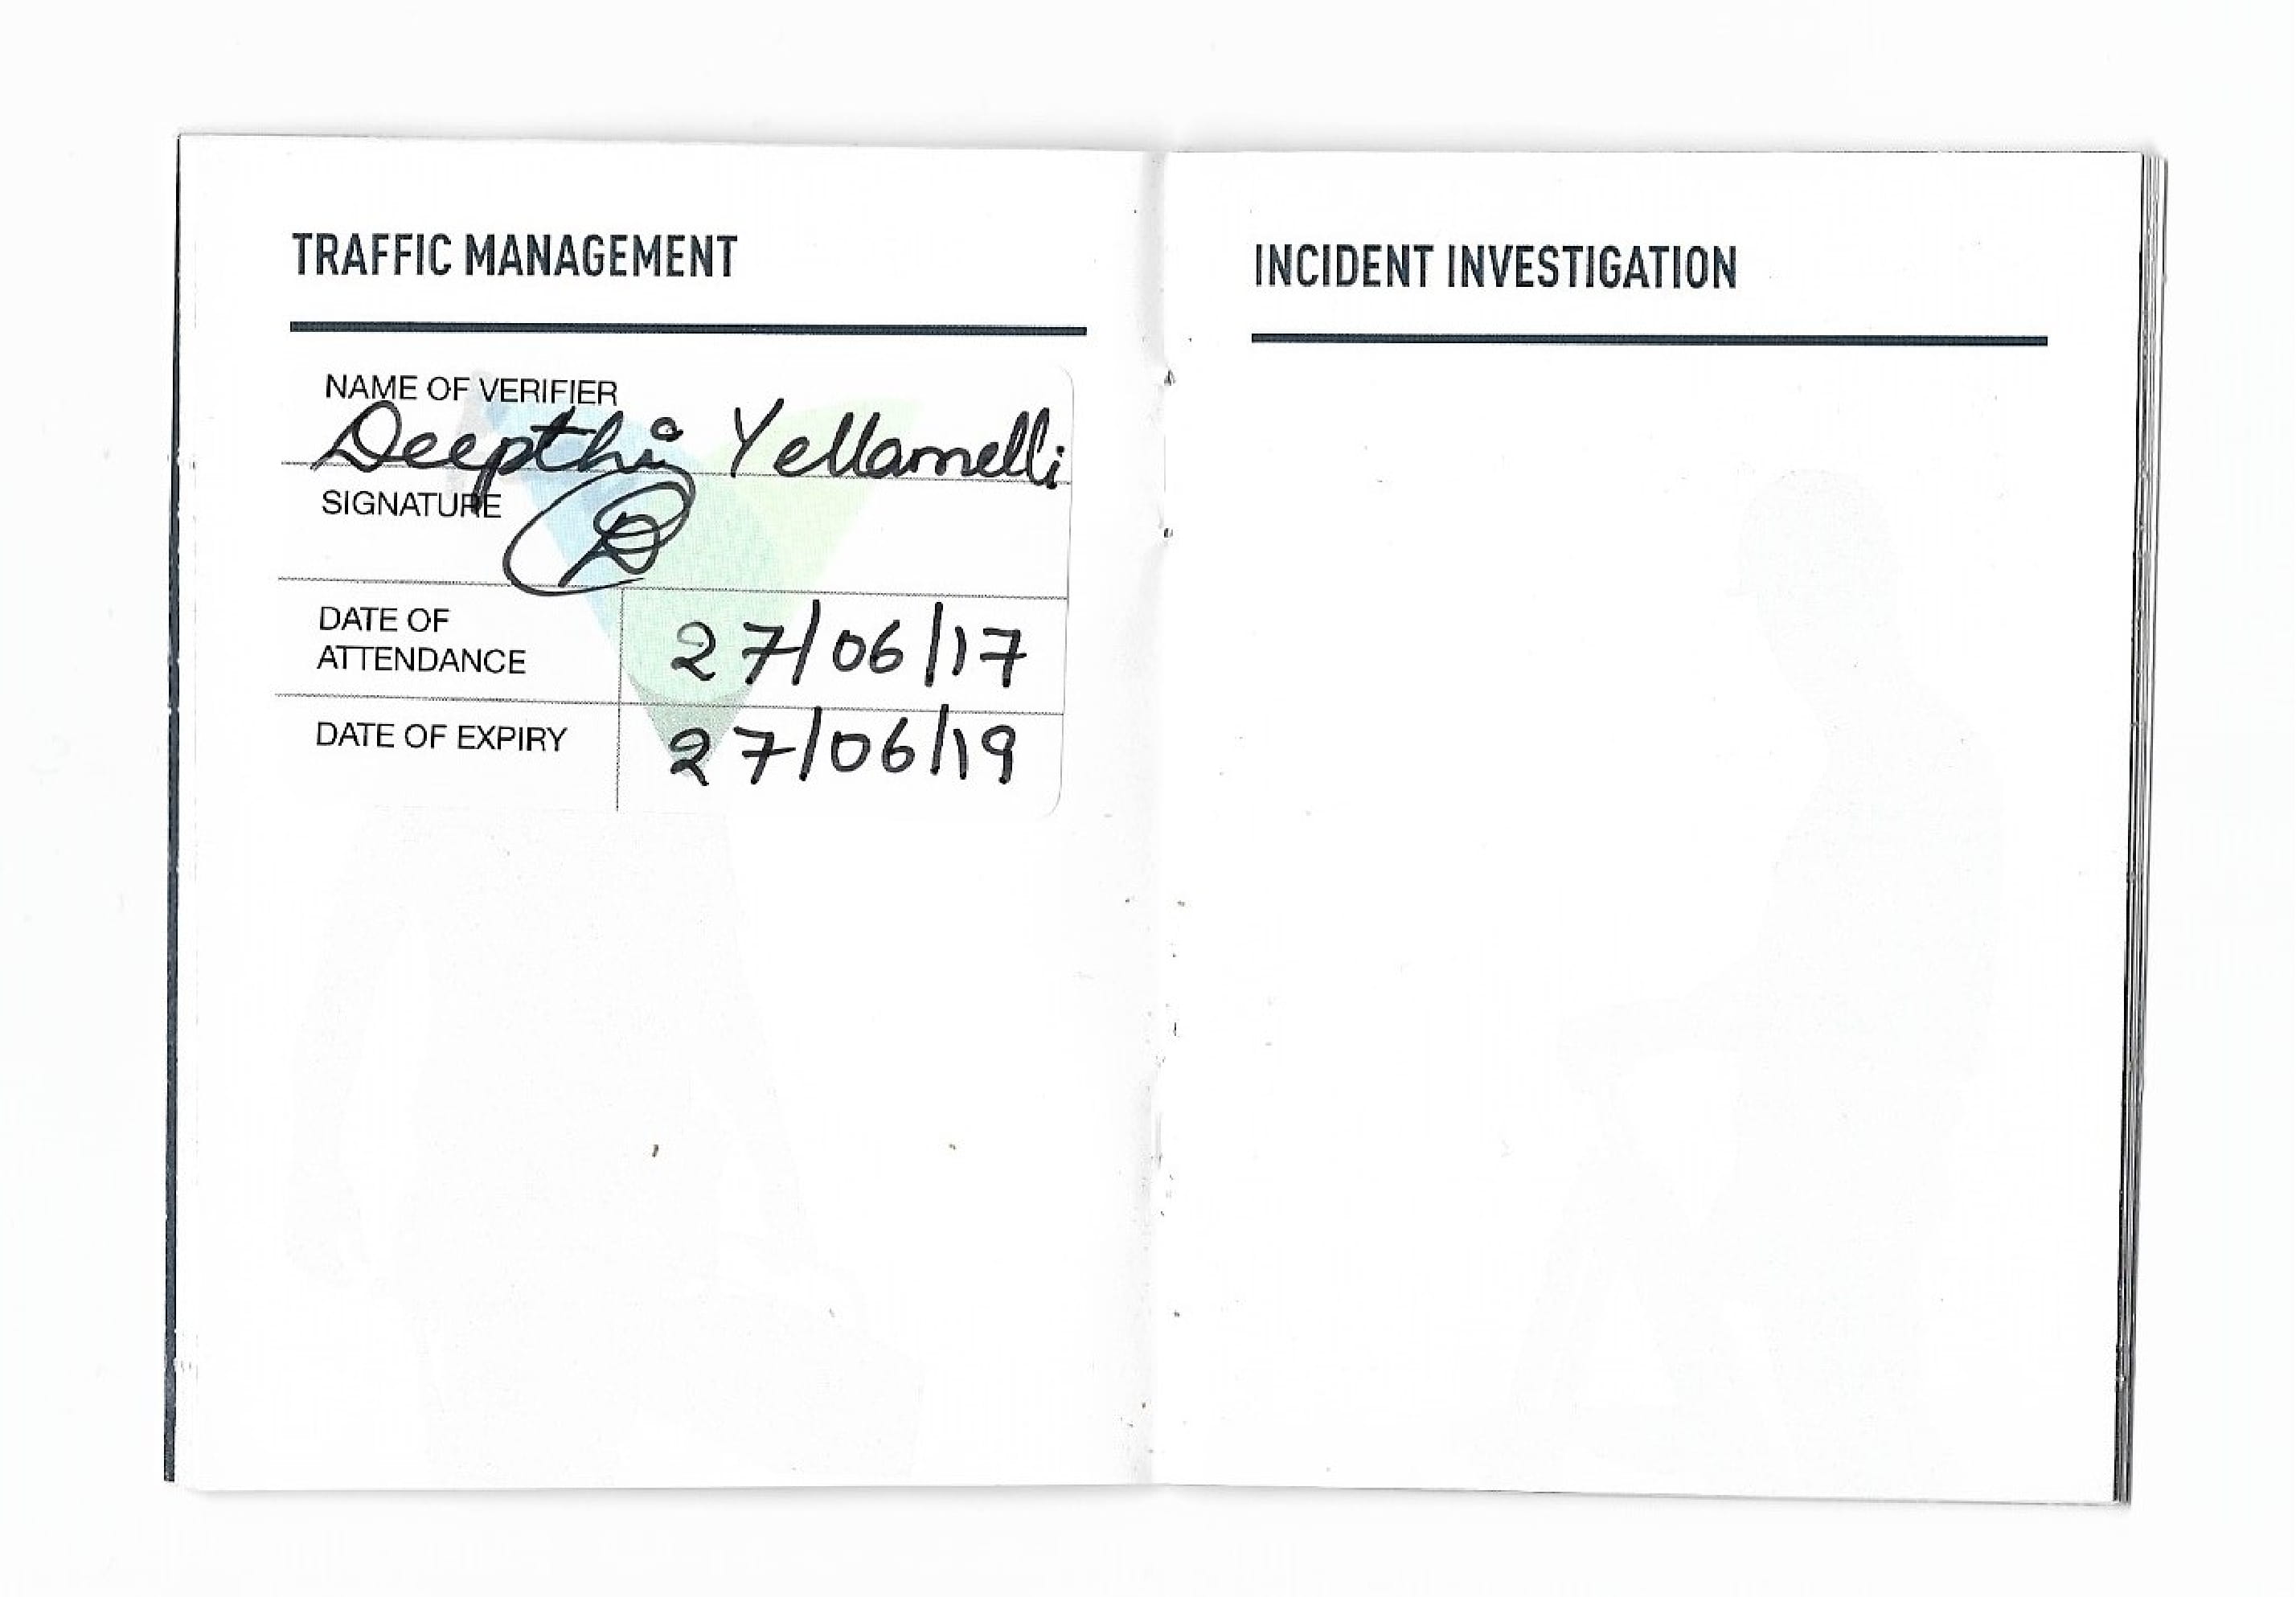 TRAFFIC MANAGEMENT
NAME OF VERIFIER
Deepthi Yellamelli
SIGNATURE
DATE OF
ATTENDANCE
27/06/17
DATE OF EXPIRY
27/06/19
INCIDENT INVESTIGATION